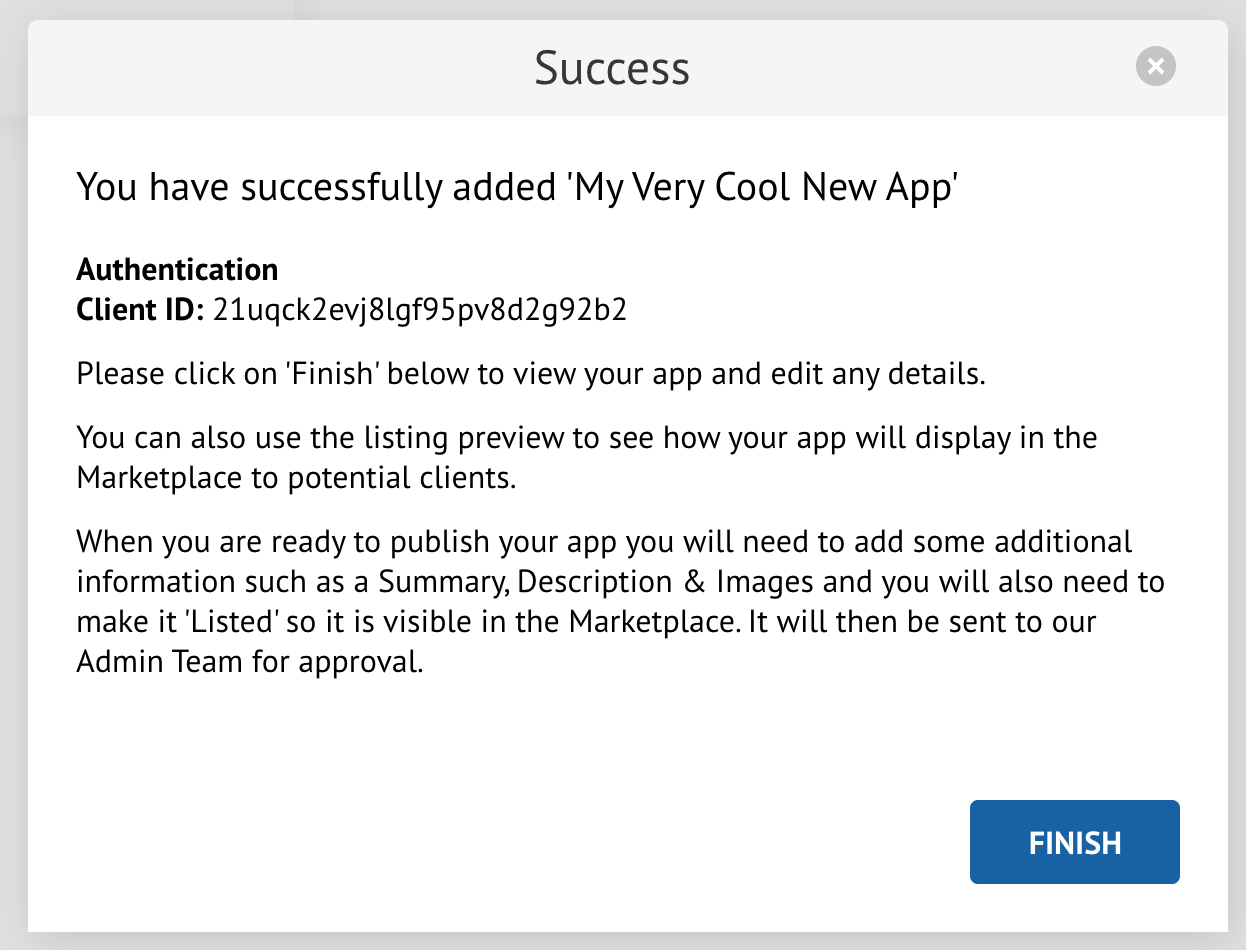 Success
You have successfully added 'My Very Cool New App'
Authentication
Client ID: 21uqck2evj8lgf95pv8d2g92b2
Please click on 'Finish' below to view your app and edit any details.
You can also use the listing preview to see how your app will display in the
Marketplace to potential clients.
When you are ready to publish your app you will need to add some additional
information such as a Summary, Description & Images and you will also need to
make it 'Listed' so it is visible in the Marketplace. It will then be sent to our
Admin Team for approval.
FINISH